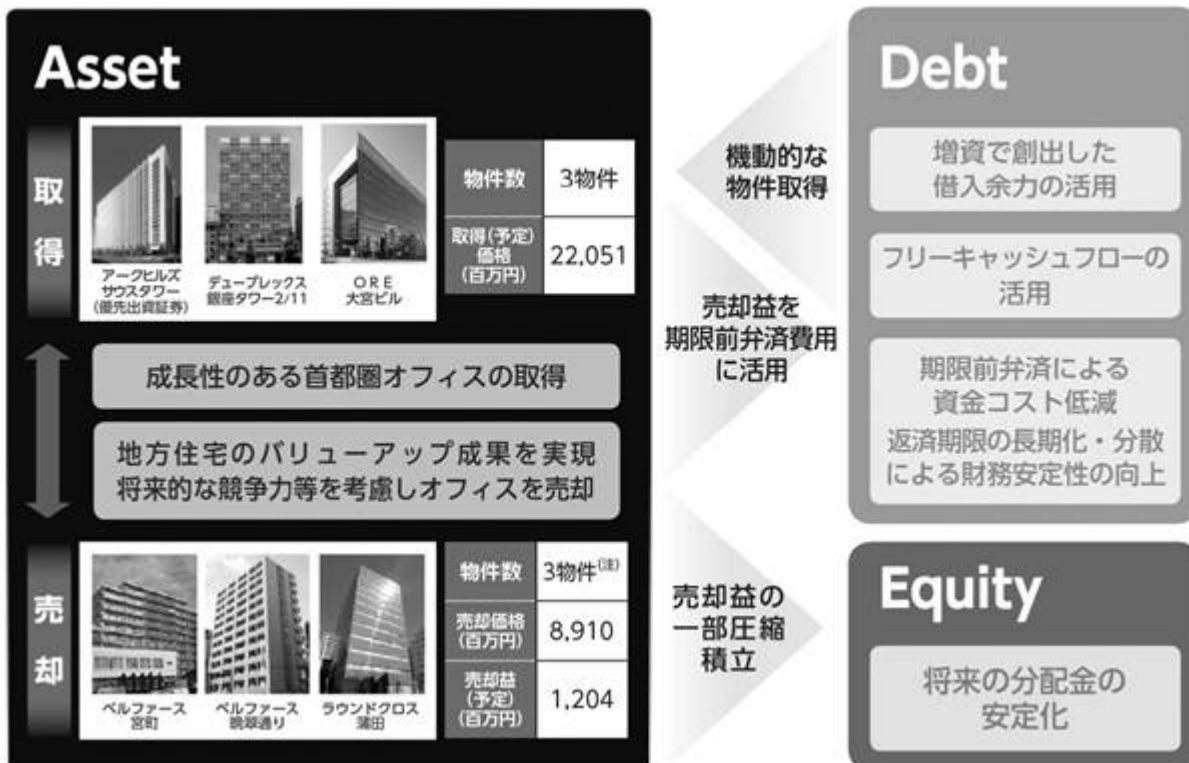 Asset
取得
アークヒルズ
サウスタワー
(優先出資証券)
デュープレックス
銀座タワー2/11
ORE
大宮ビル
物件数
3物件
取得(予定)
価格
(百万円)
22,051
成長性のある首都圏オフィスの取得
地方住宅のバリューアップ成果を実現
将来的な競争力等を考慮しオフィスを売却
売却
ベルファース
宮町
ベルファース
晩翠通り
ラウンドクロス
蒲田
物件数
3物件(注)
売却価格
(百万円)
8,910
売却益
(予定)
(百万円)
1,204
機動的な
物件取得
売却益を
期限前弁済費用
に活用
売却益の
一部圧縮
積立
Debt
増資で創出した
借入余力の活用
フリーキャッシュフローの
活用
期限前弁済による
資金コスト低減
返済期限の長期化・分散
による財務安定性の向上
Equity
将来の分配金の
安定化